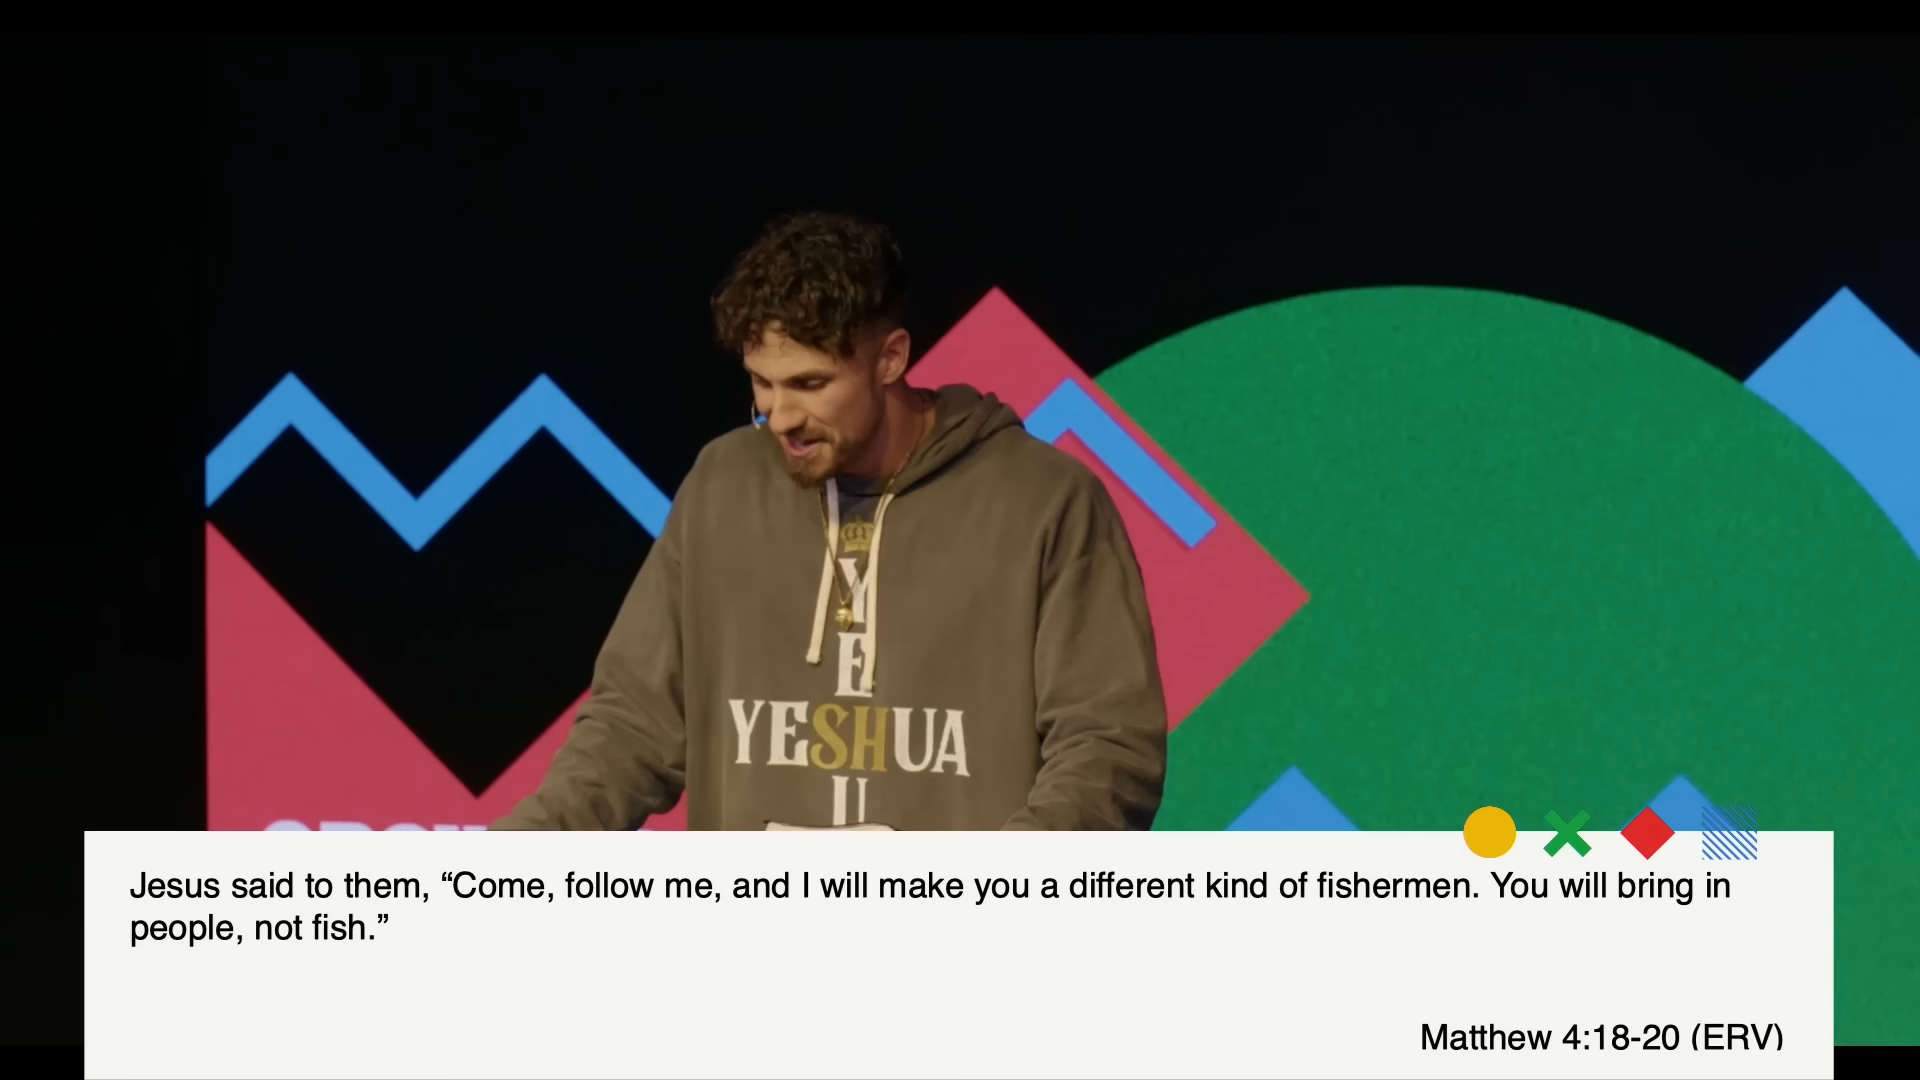 Y
E
YESHUA
U
Jesus said to them, “Come, follow me, and I will make you a different kind of fishermen. You will bring in
people, not fish.”
Matthew 4:18-20 (ERV)